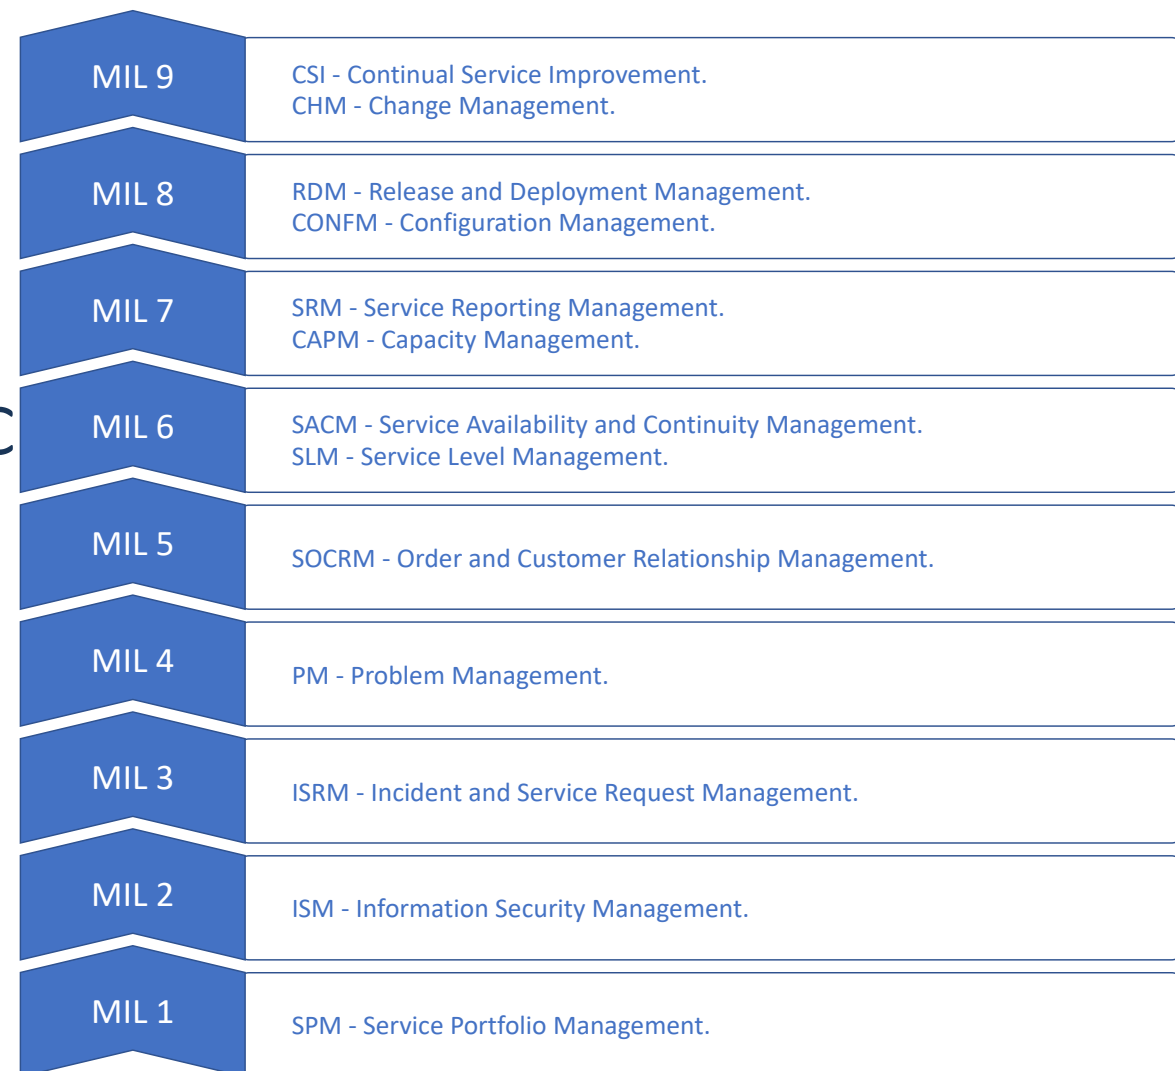 MIL 9
CSI - Continual Service Improvement.
CHM - Change Management.
MIL 8
RDM - Release and Deployment Management.
CONFM - Configuration Management.
MIL 7
SRM - Service Reporting Management.
CAPM - Capacity Management.
MIL 6
SACM - Service Availability and Continuity Management.
SLM - Service Level Management.
MIL 5
SOCRM - Order and Customer Relationship Management.
MIL 4
PM - Problem Management.
MIL 3
ISRM - Incident and Service Request Management.
MIL 2
ISM - Information Security Management.
MIL 1
SPM - Service Portfolio Management.